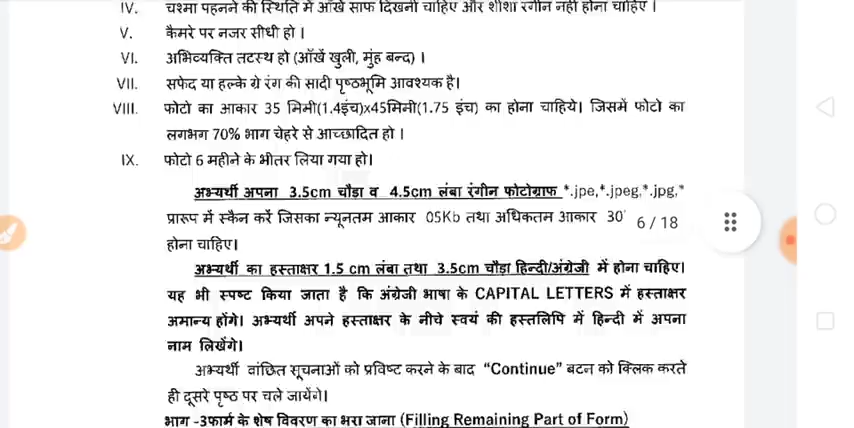 IV. चश्मा पहनने की स्थिति में आँखे साफ दिखनी चाहिए और शीशा रंगीन नहीं होना चाहिए।
V. कैमरे पर नजर सीधी हो।
VI. अभिव्यक्ति तटस्थ हो (आँखें खुली, मुंह बन्द)।
VII. सफेद या हल्के ग्रे रंग की सादी पृष्ठभूमि आवश्यक है।
VIII. फोटो का आकार 35 मिमी(1.4इंच)x45मिमी(1.75 इंच) का होना चाहिये। जिसमें फोटो का
लगभग 70% भाग चेहरे से आच्छादित हो।
IX. फोटो 6 महीने के भीतर लिया गया हो।
अभ्यर्थी अपना 3.5cm चौड़ा व 4.5cm लंबा रंगीन फोटोग्राफ *.jpe,*.jpeg,*.jpg,*
प्रारूप में स्कैन करें जिसका न्यूनतम आकार 05Kb तथा अधिकतम आकार 30
6 / 18
होना चाहिए।
अभ्यर्थी का हस्ताक्षर 1.5 cm लंबा तथा 3.5cm चौड़ा हिन्दी/अंग्रेजी में होना चाहिए।
यह भी स्पष्ट किया जाता है कि अंग्रेजी भाषा के CAPITAL LETTERS में हस्ताक्षर
अमान्य होंगे। अभ्यर्थी अपने हस्ताक्षर के नीचे स्वयं की हस्तलिपि में हिन्दी में अपना
नाम लिखेंगे।
अभ्यर्थी वांछित सूचनाओं को प्रविष्ट करने के बाद "Continue" बटन को क्लिक करते
ही दूसरे पृष्ठ पर चले जायेंगे।
भाग -3फार्म के शेष विवरण का भरा जाना (Filling Remaining Part of Form)